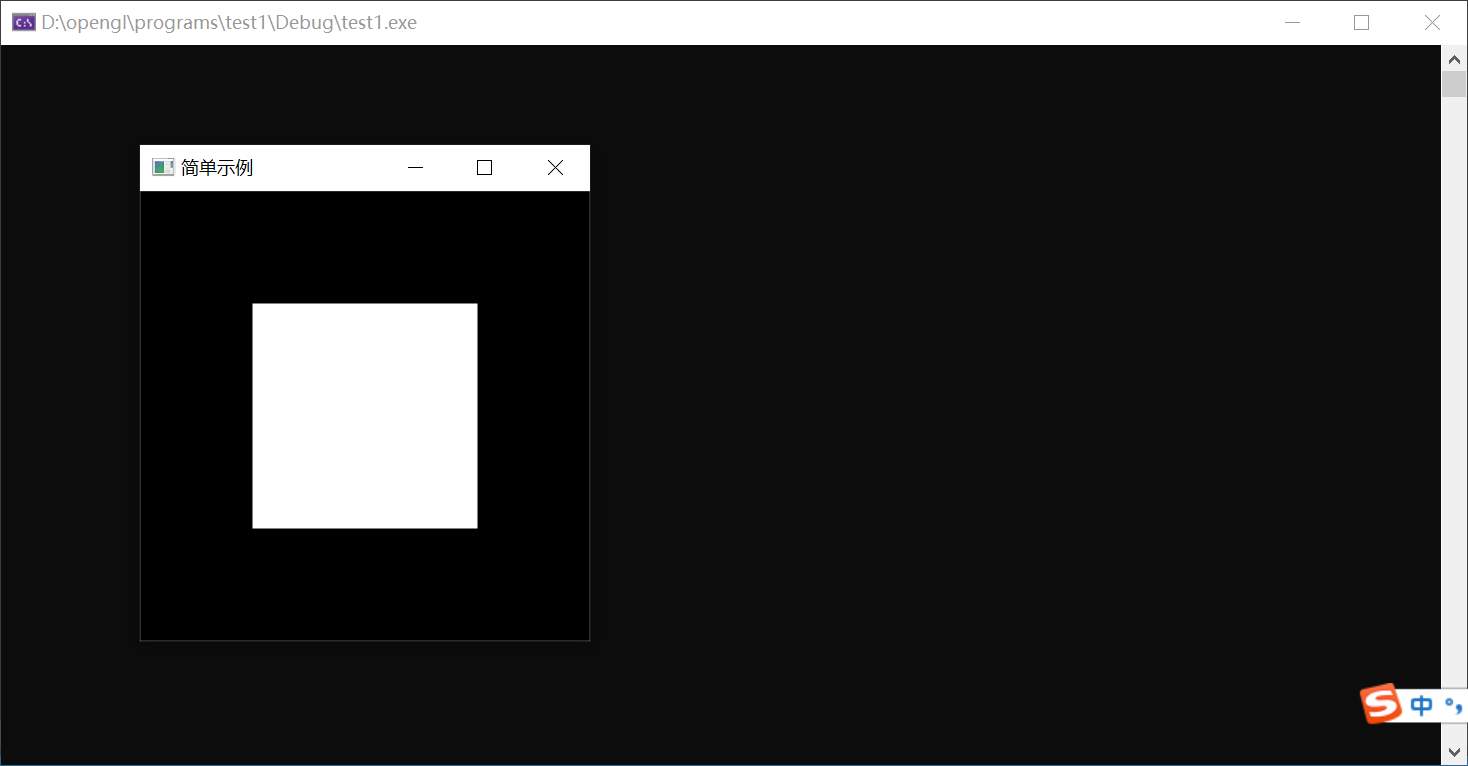 D:\opengl\programs\test1\Debug\test1.exe
简单示例
中 °,